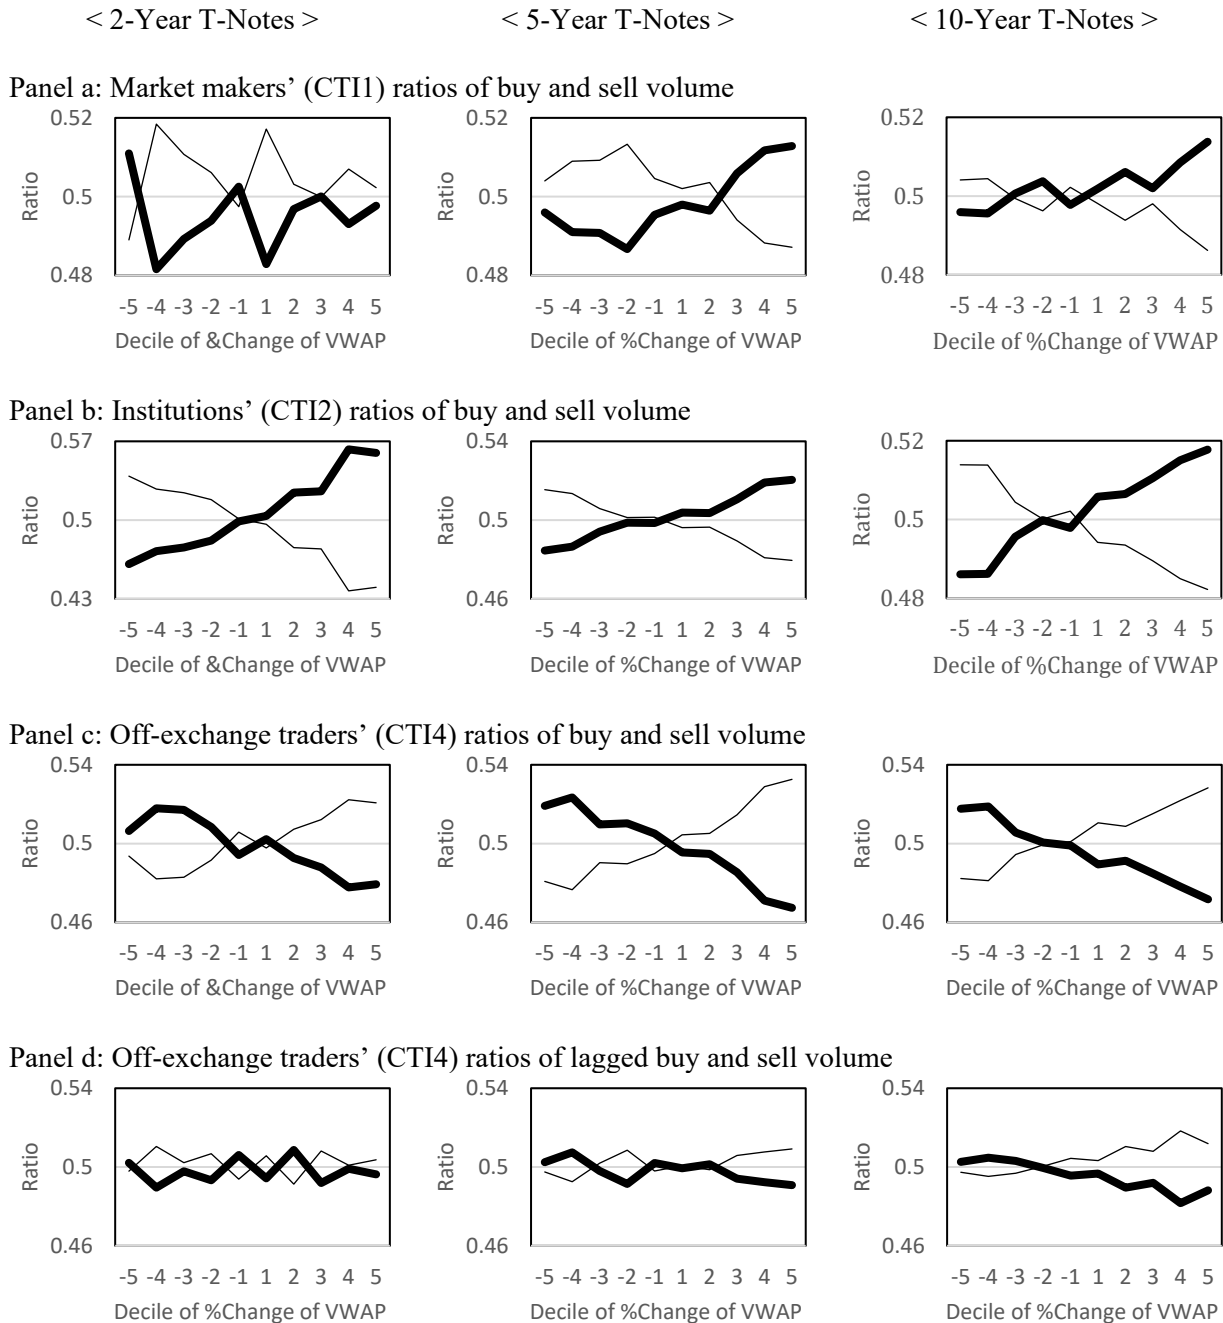 < 2-Year T-Notes > < 5-Year T-Notes > < 10-Year T-Notes >
Panel a: Market makers’ (CTI1) ratios of buy and sell volume
0.52 0.52 0.52
0.5 0.5 0.5
0.48 0.48 0.48
Ratio Ratio Ratio
-5 -4 -3 -2 -1 1 2 3 4 5 -5 -4 -3 -2 -1 1 2 3 4 5 -5 -4 -3 -2 -1 1 2 3 4 5
Decile of &Change of VWAP Decile of %Change of VWAP Decile of %Change of VWAP
Panel b: Institutions’ (CTI2) ratios of buy and sell volume
0.57 0.54 0.52
0.5 0.5 0.5
0.43 0.46 0.48
Ratio Ratio Ratio
-5 -4 -3 -2 -1 1 2 3 4 5 -5 -4 -3 -2 -1 1 2 3 4 5 -5 -4 -3 -2 -1 1 2 3 4 5
Decile of &Change of VWAP Decile of %Change of VWAP Decile of %Change of VWAP
Panel c: Off-exchange traders’ (CTI4) ratios of buy and sell volume
0.54 0.54 0.54
0.5 0.5 0.5
0.46 0.46 0.46
Ratio Ratio Ratio
-5 -4 -3 -2 -1 1 2 3 4 5 -5 -4 -3 -2 -1 1 2 3 4 5 -5 -4 -3 -2 -1 1 2 3 4 5
Decile of &Change of VWAP Decile of %Change of VWAP Decile of %Change of VWAP
Panel d: Off-exchange traders’ (CTI4) ratios of lagged buy and sell volume
0.54 0.54 0.54
0.5 0.5 0.5
0.46 0.46 0.46
Ratio Ratio Ratio
-5 -4 -3 -2 -1 1 2 3 4 5 -5 -4 -3 -2 -1 1 2 3 4 5 -5 -4 -3 -2 -1 1 2 3 4 5
Decile of %Change of VWAP Decile of %Change of VWAP Decile of %Change of VWAP